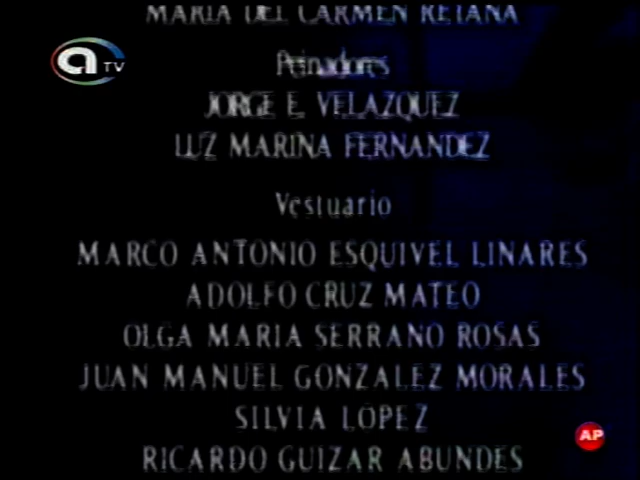 MARIA DEL CARMEN RETANA
a TV
Peinadores
JORGE E. VELAZQUEZ
LUZ MARINA FERNANDEZ
Vestuario
MARCO ANTONIO ESQUIVEL LINARES
ADOLFO CRUZ MATEO
OLGA MARIA SERRANO ROSAS
JUAN MANUEL GONZALEZ MORALES
SILVIA LÓPEZ
RICARDO GUIZAR ABUNDES
AP